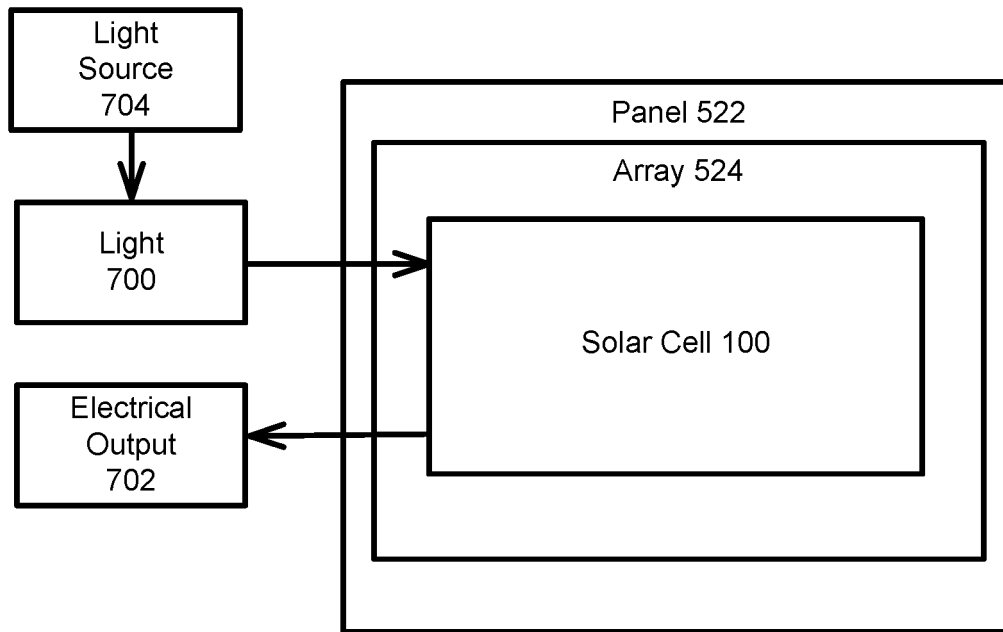 Light
Source
704
Panel 522
Array 524
Light
700
Solar Cell 100
Electrical
Output
702